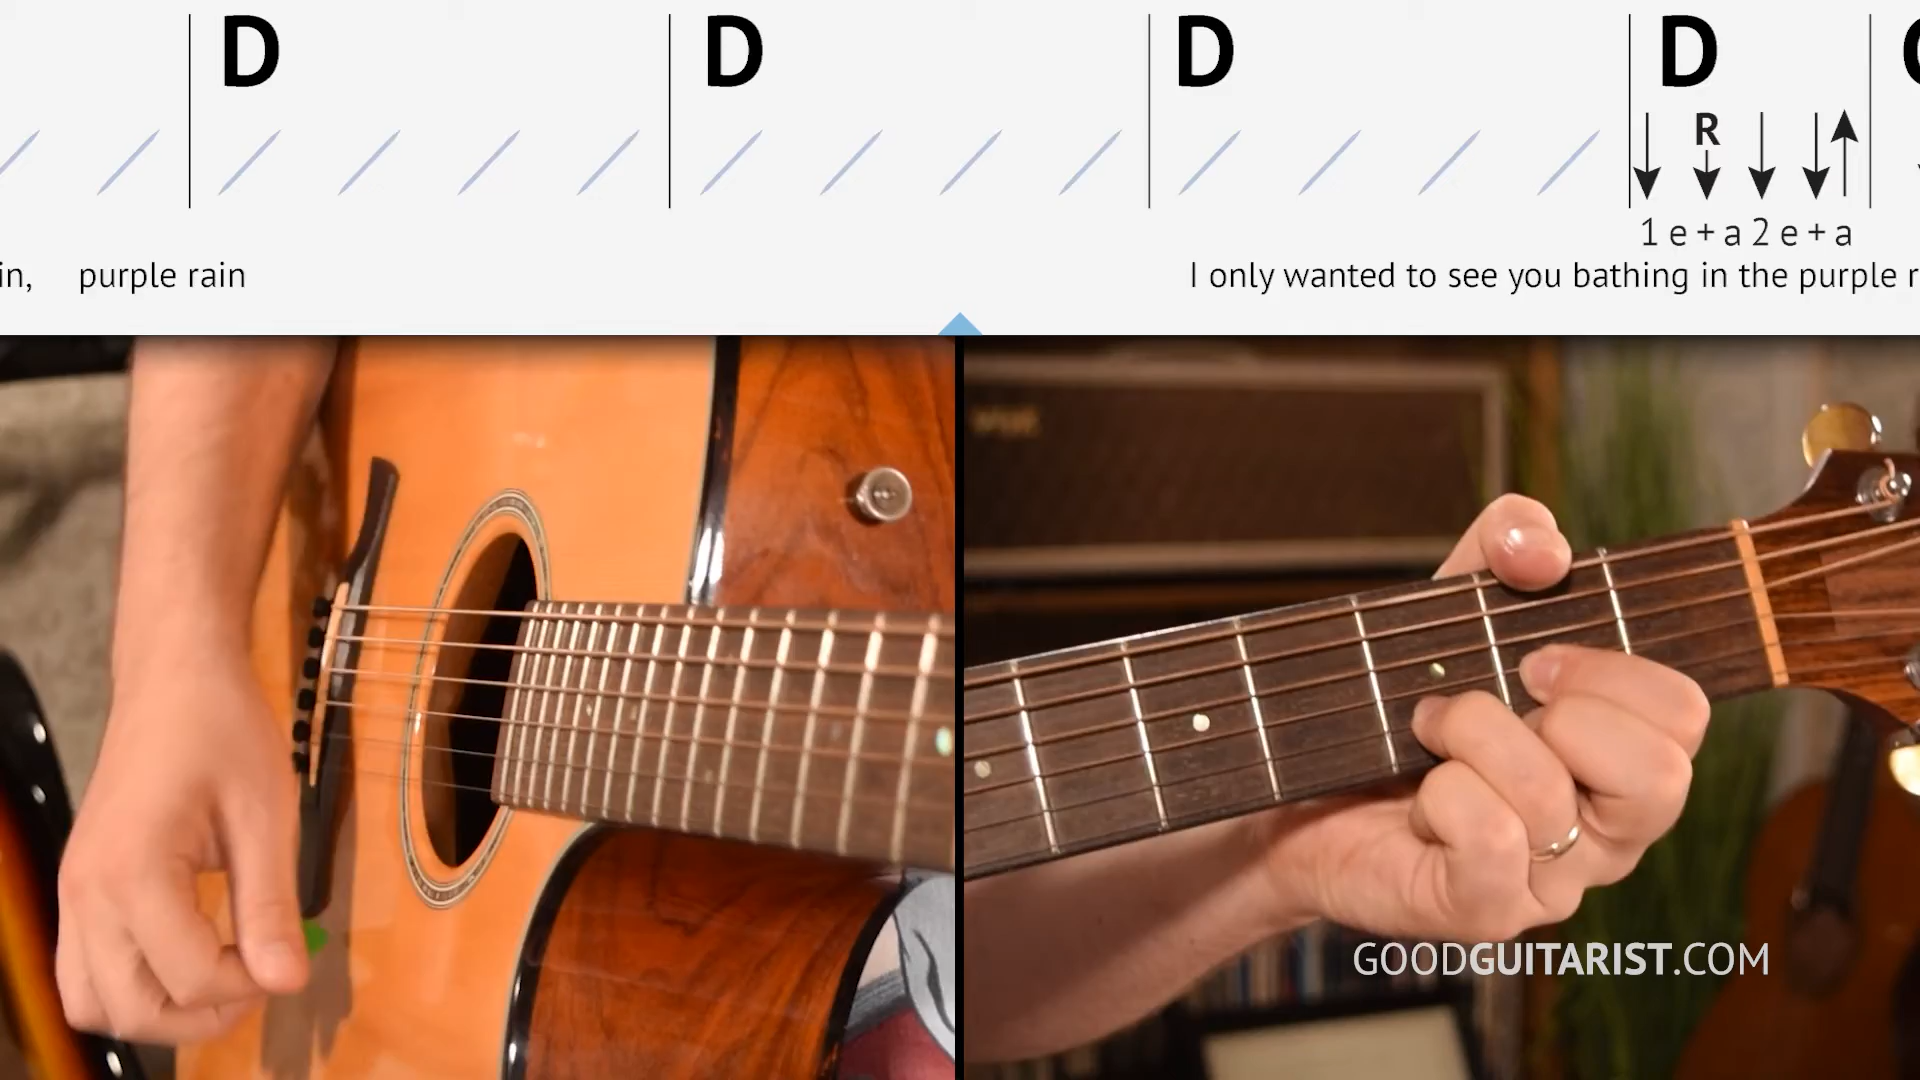 D D D D
R
1 e + a 2 e + a
in, purple rain I only wanted to see you bathing in the purple
GOODGUITARIST.COM